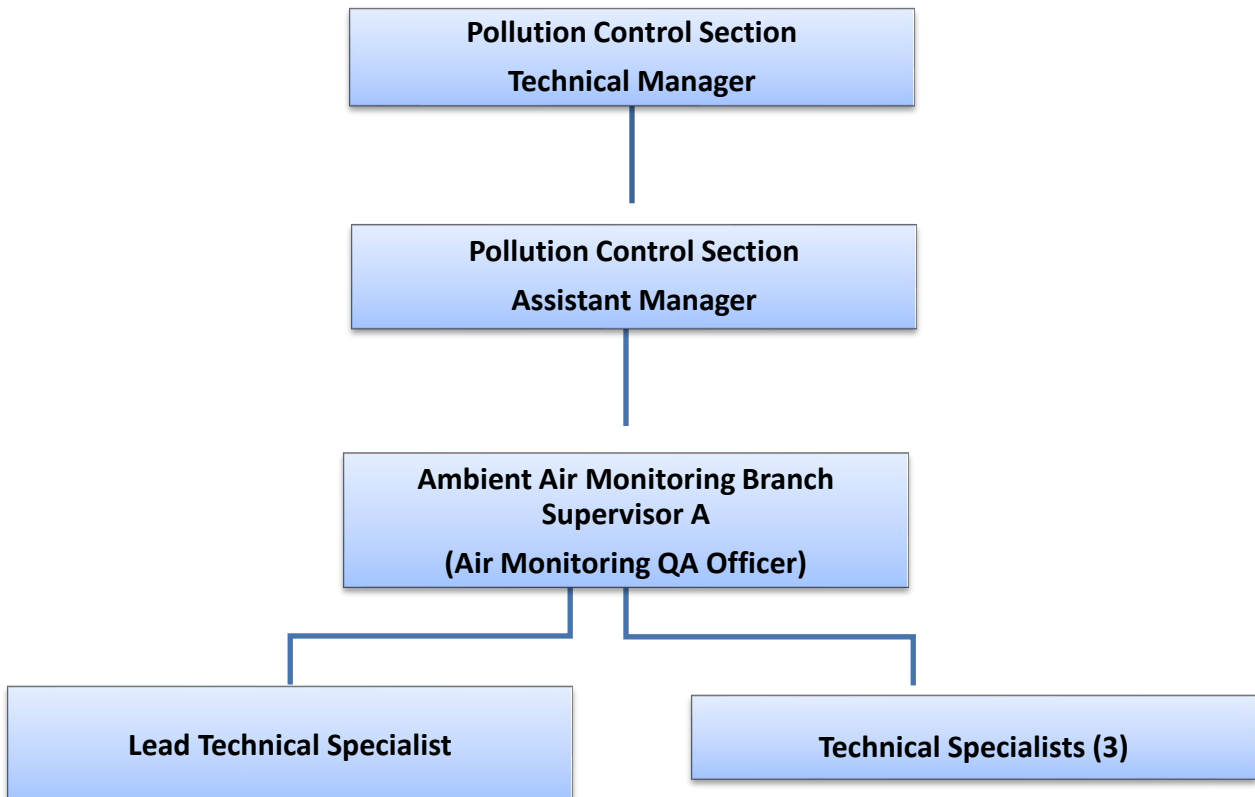 Pollution Control Section
Technical Manager
Pollution Control Section
Assistant Manager
Ambient Air Monitoring Branch
Supervisor A
(Air Monitoring QA Officer)
Lead Technical Specialist
Technical Specialists (3)